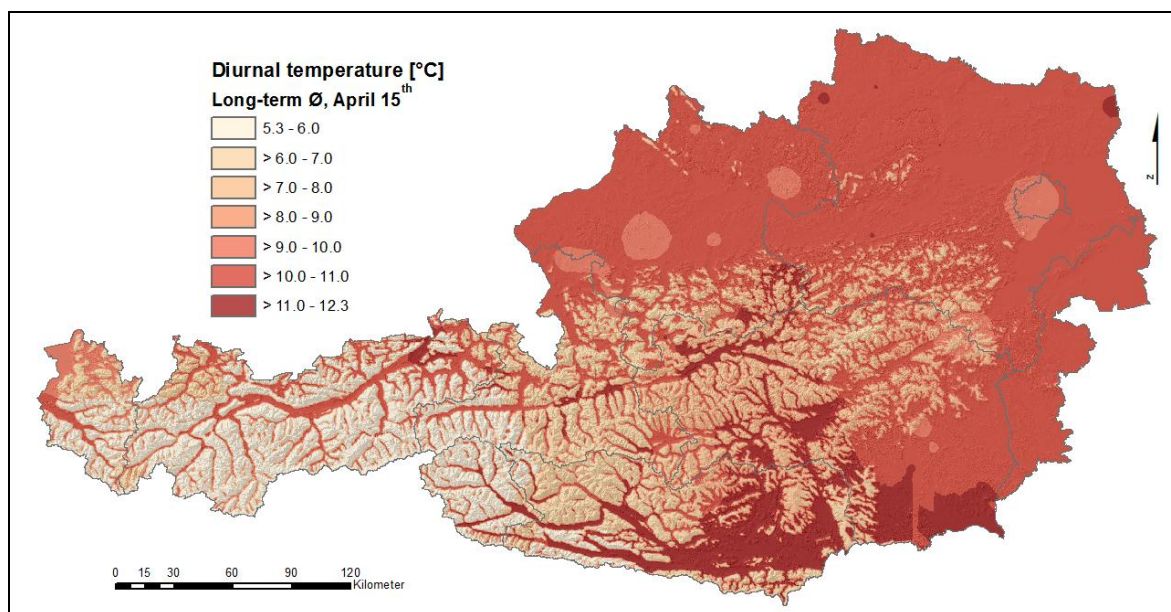 Diurnal temperature [°C]
Long-term Ø, April 15th
5.3 - 6.0
> 6.0 - 7.0
> 7.0 - 8.0
> 8.0 - 9.0
> 9.0 - 10.0
> 10.0 - 11.0
> 11.0 - 12.3
N
0 15 30 60 90 120
Kilometer